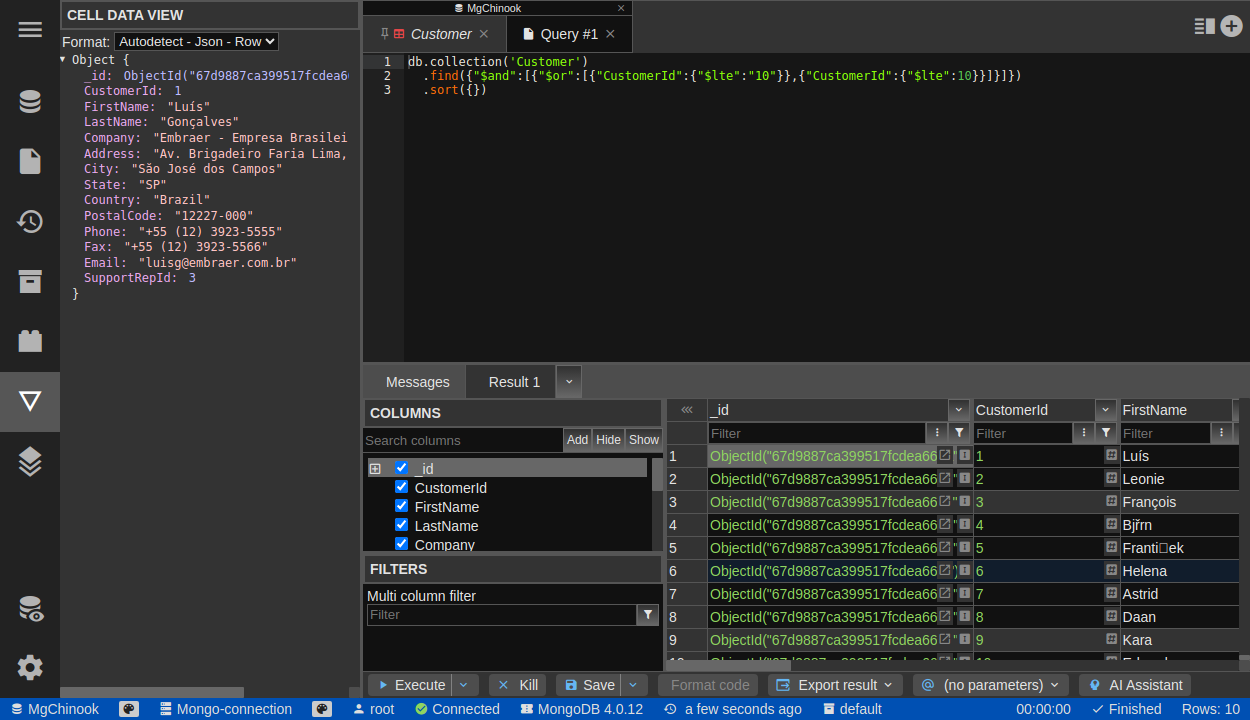 CELL DATA VIEW
Format: Autodetect - Json - Row
Object {
_id: ObjectId("67d9887ca399517fcdea6
CustomerId: 1
FirstName: "Luís"
LastName: "Gonçalves"
Company: "Embraer - Empresa Brasilei
Address: "Av. Brigadeiro Faria Lima,
City: "São José dos Campos"
State: "SP"
Country: "Brazil"
PostalCode: "12227-000"
Phone: "+55 (12) 3923-5555"
Fax: "+55 (12) 3923-5566"
Email: "luisg@embraer.com.br"
SupportRepId: 3
}
MgChinook
Customer
Query #1
1 db.collection('Customer')
2 .find({"$and":[{"$or":[{"CustomerId":{"$lte":"10"}},{"CustomerId":{"$lte":10}}]}]})
3 .sort({})
Messages Result 1
COLUMNS
Search columns Add Hide Show
_id
CustomerId
FirstName
LastName
Company
FILTERS
Multi column filter
Filter
_id CustomerId FirstName
Filter Filter Filter
1 ObjectId("67d9887ca399517fcdea66 1 Luís
2 ObjectId("67d9887ca399517fcdea66 2 Leonie
3 ObjectId("67d9887ca399517fcdea66 3 François
4 ObjectId("67d9887ca399517fcdea66 4 Bjřrn
5 ObjectId("67d9887ca399517fcdea66 5 Franti□ek
6 ObjectId("67d9887ca399517fcdea66 6 Helena
7 ObjectId("67d9887ca399517fcdea66 7 Astrid
8 ObjectId("67d9887ca399517fcdea66 8 Daan
9 ObjectId("67d9887ca399517fcdea66 9 Kara
Execute Kill Save Format code Export result (no parameters) AI Assistant
MgChinook Mongo-connection root Connected MongoDB 4.0.12 a few seconds ago default 00:00:00 Finished Rows: 10